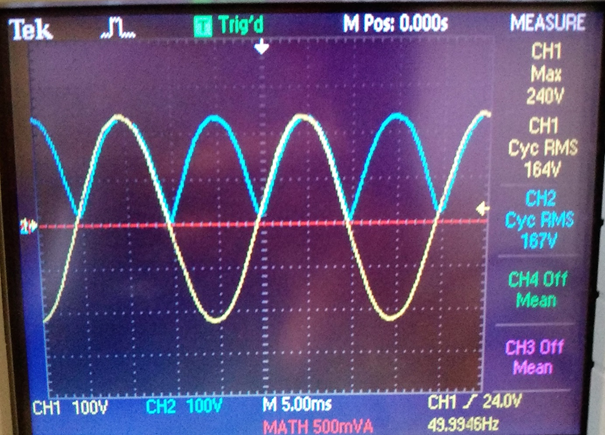 Tek T Trig'd M Pos: 0.000s MEASURE
CH1
Max
240V
CH1
Cyc RMS
164V
CH2
Cyc RMS
167V
CH4 Off
Mean
CH3 Off
Mean
CH1 100V CH2 100V M 5.00ms CH1 24.0V
MATH 500mVA 49.9946Hz